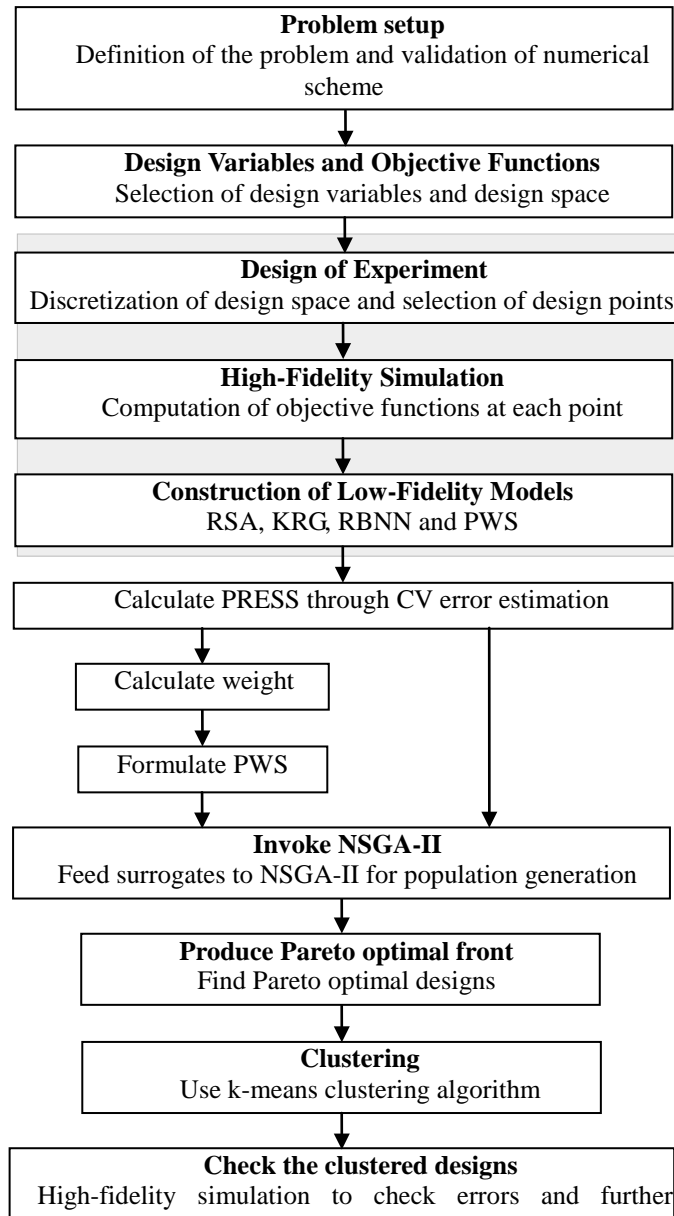 Problem setup
Definition of the problem and validation of numerical
scheme
Design Variables and Objective Functions
Selection of design variables and design space
Design of Experiment
Discretization of design space and selection of design points
High-Fidelity Simulation
Computation of objective functions at each point
Construction of Low-Fidelity Models
RSA, KRG, RBNN and PWS
Calculate PRESS through CV error estimation
Calculate weight
Formulate PWS
Invoke NSGA-II
Feed surrogates to NSGA-II for population generation
Produce Pareto optimal front
Find Pareto optimal designs
Clustering
Use k-means clustering algorithm
Check the clustered designs
High-fidelity simulation to check errors and further